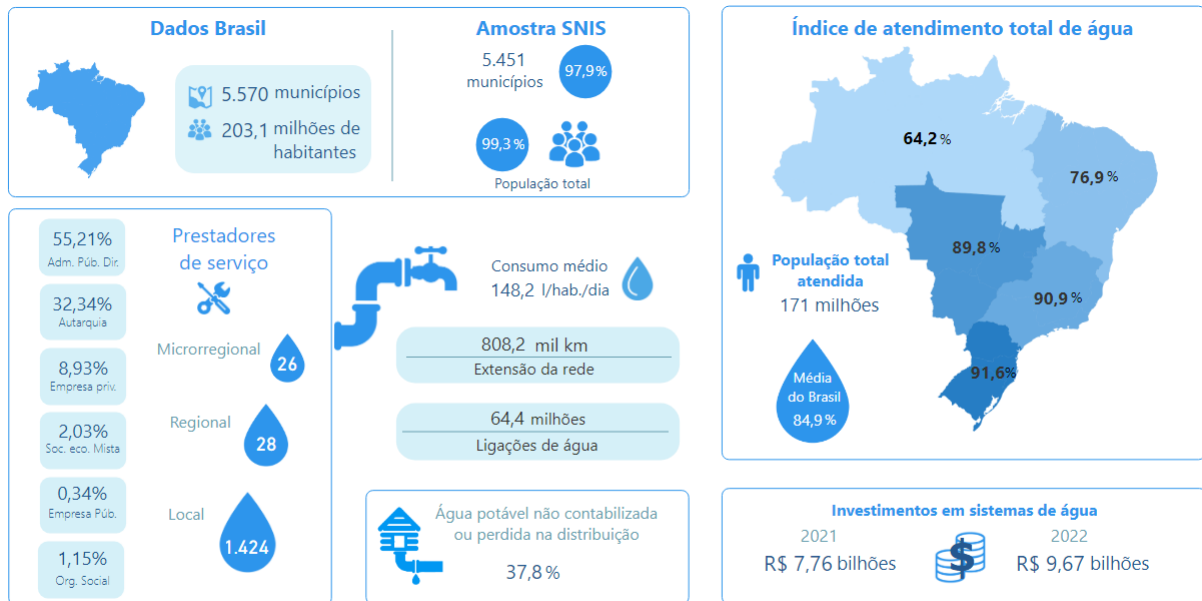 Dados Brasil
5.570 municípios
203,1 milhões de
habitantes
Amostra SNIS
5.451
municípios
97,9%
99,3%
População total
55,21%
Adm. Púb. Dir.
32,34%
Autarquia
8,93%
Empresa priv.
2,03%
Soc. eco. Mista
0,34%
Empresa Púb.
1,15%
Org. Social
Prestadores
de serviço
Microrregional
26
Regional
28
Local
1.424
Consumo médio
148,2 l/hab./dia
808,2 mil km
Extensão da rede
64,4 milhões
Ligações de água
Água potável não contabilizada
ou perdida na distribuição
37,8 %
Índice de atendimento total de água
64,2 %
76,9 %
89,8 %
90,9 %
91,6%
População total
atendida
171 milhões
Média
do Brasil
84,9 %
Investimentos em sistemas de água
2021
R$ 7,76 bilhões
$
2022
R$ 9,67 bilhões